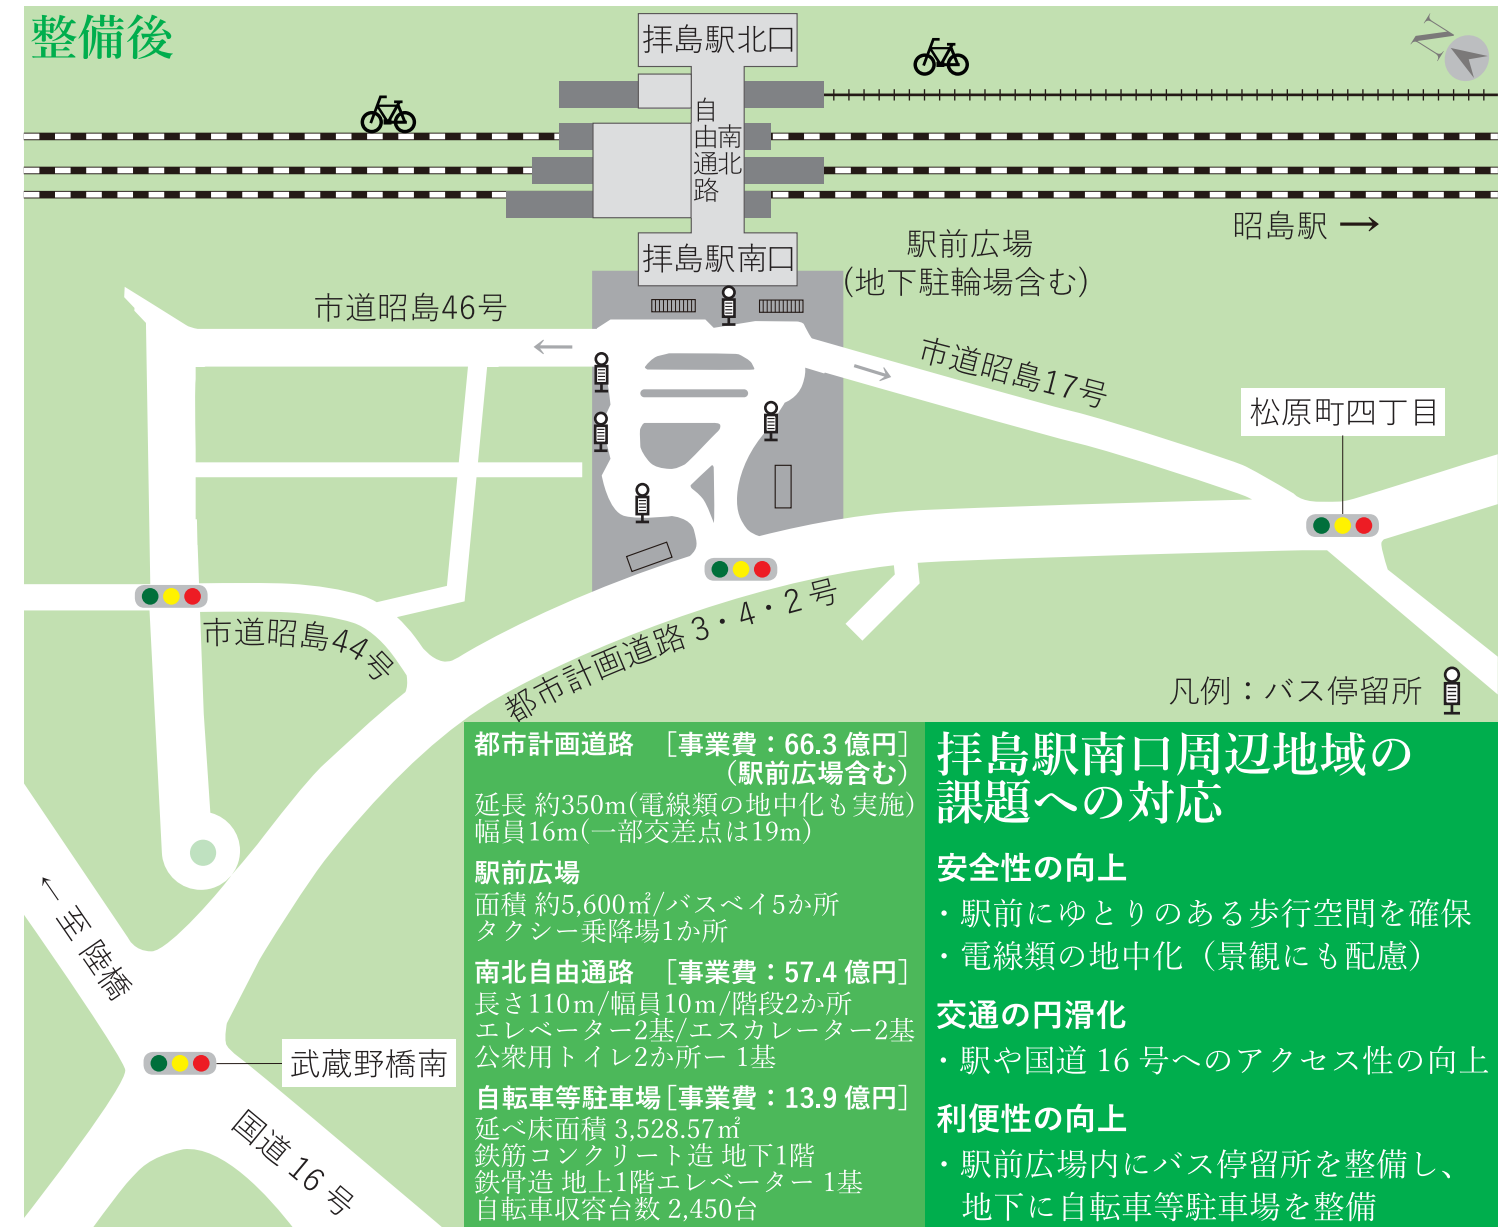 整備後
拝島駅北口
自由通路
南北
拝島駅南口
昭島駅 →
駅前広場
(地下駐輪場含む)
市道昭島46号
←
→
市道昭島17号
松原町四丁目
市道昭島44号
都市計画道路 3・4・2 号
凡例：バス停留所
←至 陸橋
武蔵野橋南
国道 16 号
都市計画道路 ［事業費：66.3 億円］
（駅前広場含む）
延長 約350m(電線類の地中化も実施)
幅員16m(一部交差点は19m)
駅前広場
面積 約5,600㎡/バスベイ5か所
タクシー乗降場1か所
南北自由通路 ［事業費：57.4 億円］
長さ110m/幅員10m/階段2か所
エレベーター2基/エスカレーター2基
公衆用トイレ2か所ー 1基
自転車等駐車場［事業費：13.9 億円］
延べ床面積 3,528.57㎡
鉄筋コンクリート造 地下1階
鉄骨造 地上1階エレベーター 1基
自転車収容台数 2,450台
拝島駅南口周辺地域の
課題への対応
安全性の向上
・駅前にゆとりのある歩行空間を確保
・電線類の地中化（景観にも配慮）
交通の円滑化
・駅や国道 16 号へのアクセス性の向上
利便性の向上
・駅前広場内にバス停留所を整備し、
地下に自転車等駐車場を整備